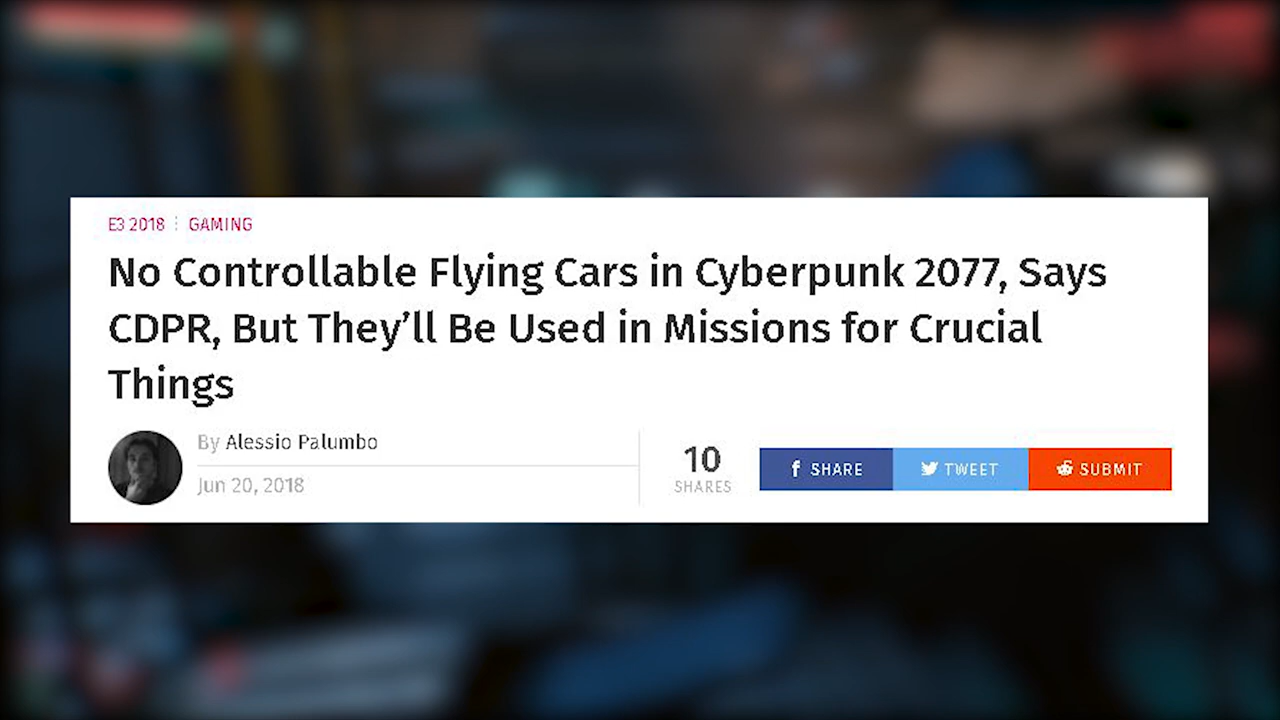 E3 2018 ⋮ GAMING
No Controllable Flying Cars in Cyberpunk 2077, Says
CDPR, But They’ll Be Used in Missions for Crucial
Things
By Alessio Palumbo
Jun 20, 2018
10
SHARES
SHARE
TWEET
SUBMIT